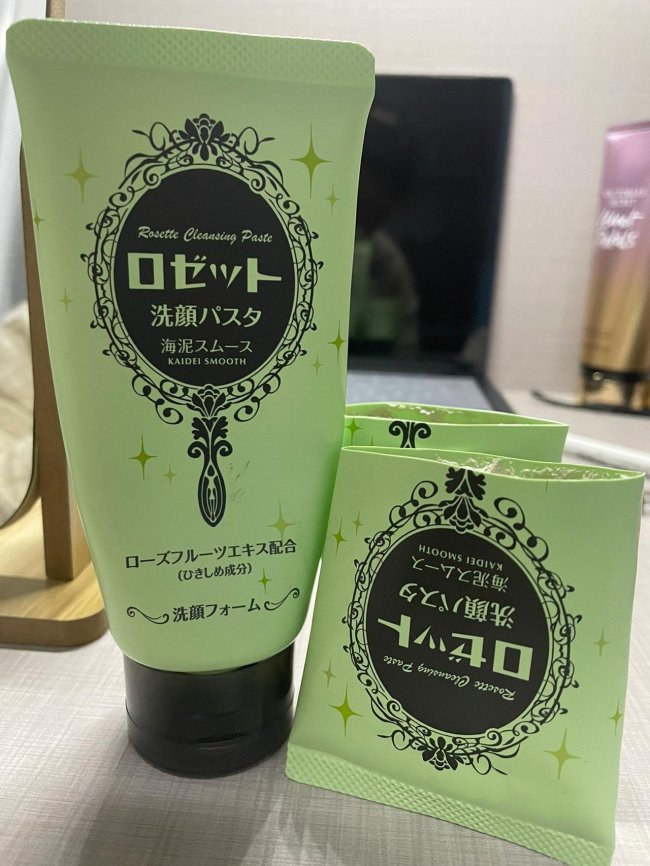 Rosette Cleansing Paste
ロゼット
洗顔パスタ
海泥スムース
KAIDEI SMOOTH
ローズフルーツエキス配合
(ひきしめ成分)
洗顔フォーム
Rosette Cleansing Paste
ロゼット
洗顔パスタ
海泥スムース
KAIDEI SMOOTH